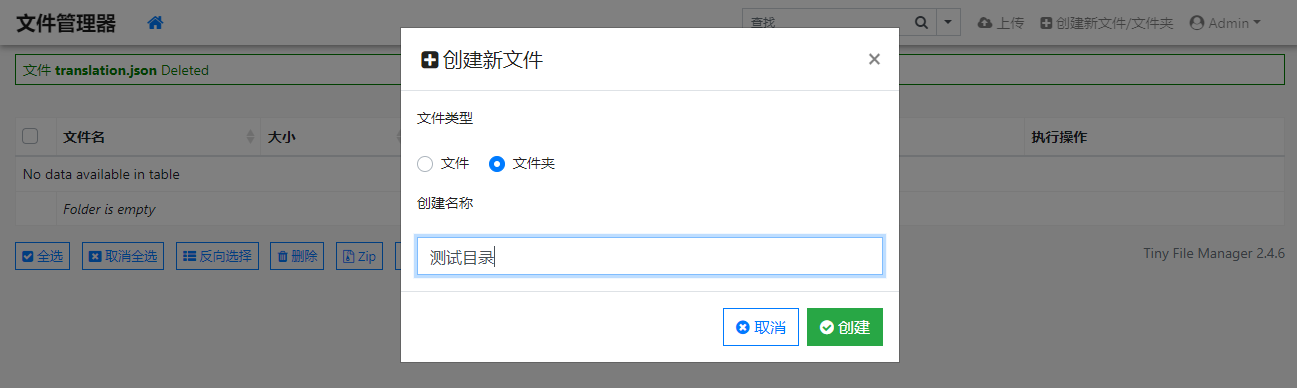 文件管理器
查找
上传
创建新文件/文件夹
Admin
文件 translation.json Deleted
文件名
大小
执行操作
No data available in table
Folder is empty
全选
取消全选
反向选择
删除
Zip
Tiny File Manager 2.4.6
创建新文件
×
文件类型
文件
文件夹
创建名称
测试目录
取消
创建